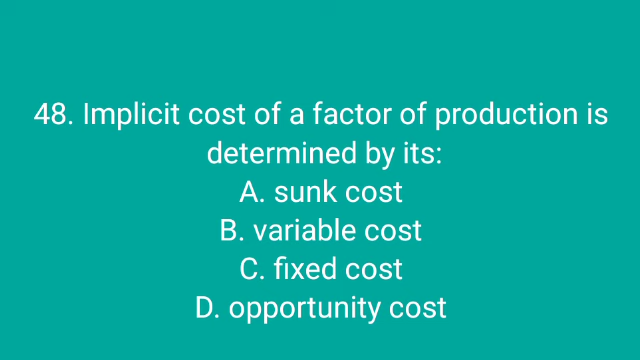 48. Implicit cost of a factor of production is
determined by its:
A. sunk cost
B. variable cost
C. fixed cost
D. opportunity cost